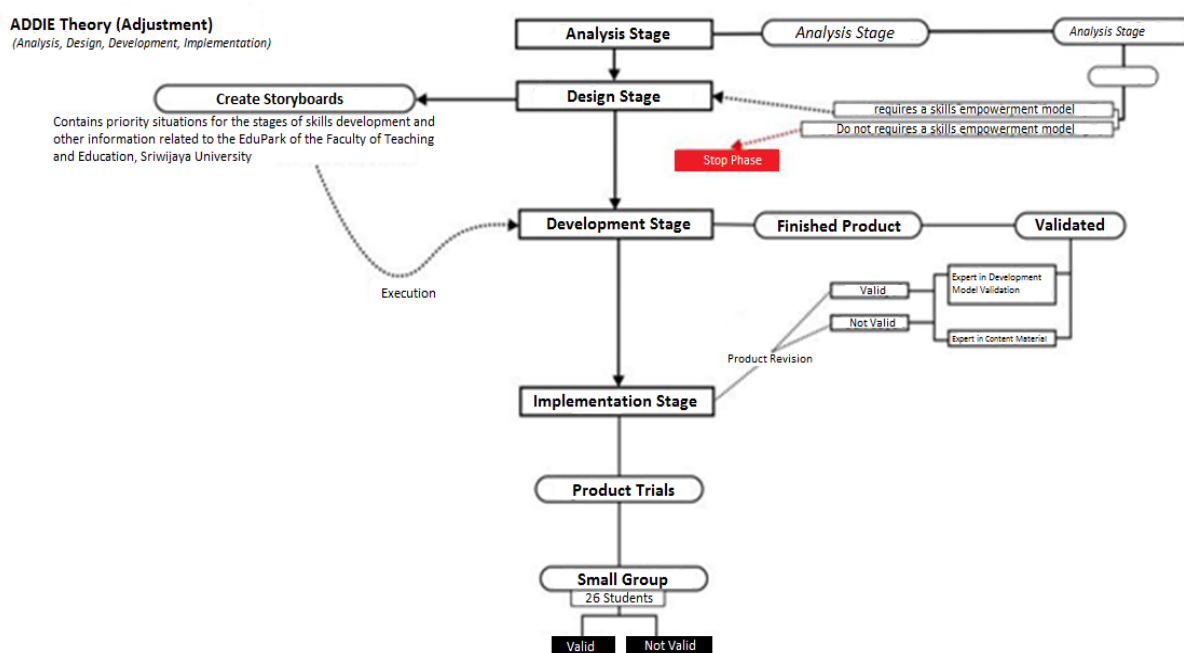 ADDIE Theory (Adjustment)
(Analysis, Design, Development, Implementation)
Analysis Stage
Analysis Stage
Analysis Stage
Create Storyboards
Design Stage
requires a skills empowerment model
Do not requires a skills empowerment model
Stop Phase
Contains priority situations for the stages of skills development and
other information related to the EduPark of the Faculty of Teaching
and Education, Sriwijaya University
Development Stage
Finished Product
Validated
Execution
Valid
Expert in Development
Model Validation
Not Valid
Expert in Content Material
Product Revision
Implementation Stage
Product Trials
Small Group
26 Students
Valid
Not Valid